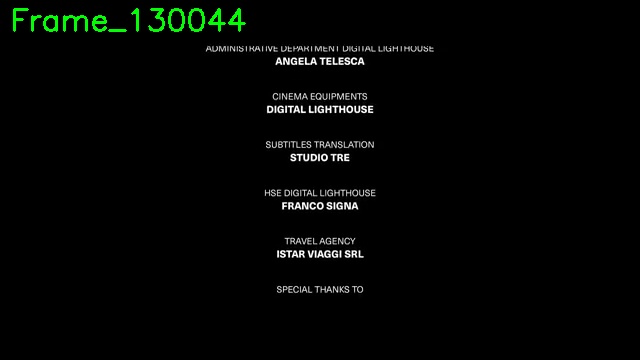 Frame_130044
ADMINISTRATIVE DEPARTMENT DIGITAL LIGHTHOUSE
ANGELA TELESCA
CINEMA EQUIPMENTS
DIGITAL LIGHTHOUSE
SUBTITLES TRANSLATION
STUDIO TRE
HSE DIGITAL LIGHTHOUSE
FRANCO SIGNA
TRAVEL AGENCY
ISTAR VIAGGI SRL
SPECIAL THANKS TO